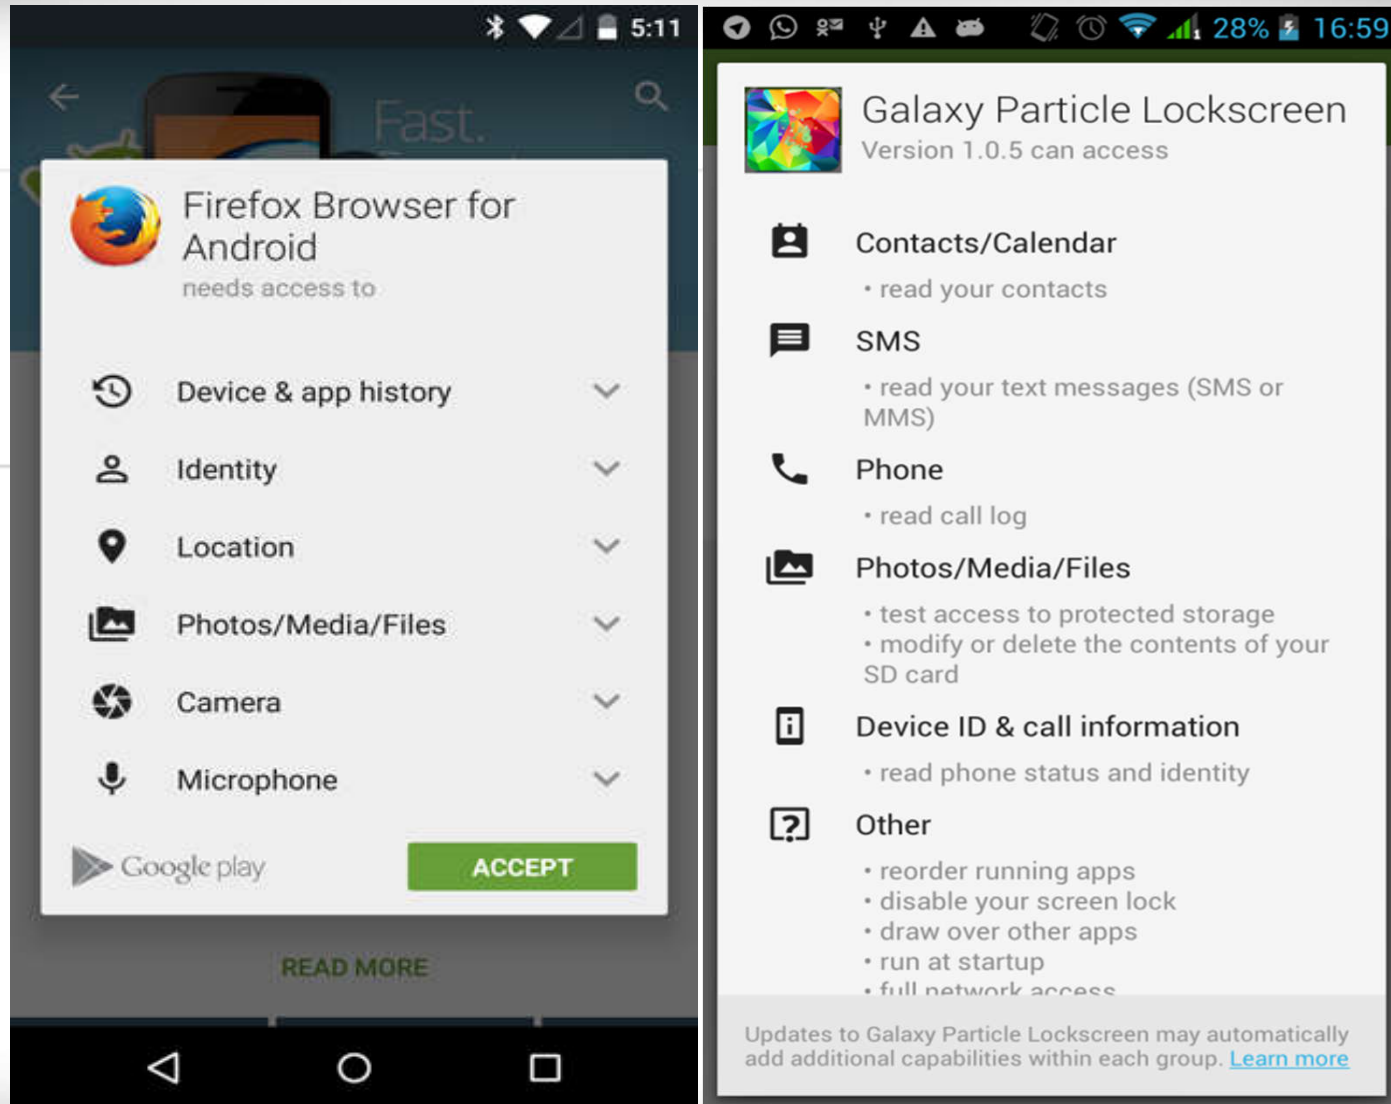 5:11
Fast.
Firefox Browser for
Android
needs access to
Device & app history
Identity
Location
Photos/Media/Files
Camera
Microphone
Google play
ACCEPT
READ MORE
28% 16:59
Galaxy Particle Lockscreen
Version 1.0.5 can access
Contacts/Calendar
• read your contacts
SMS
• read your text messages (SMS or
MMS)
Phone
• read call log
Photos/Media/Files
• test access to protected storage
• modify or delete the contents of your
SD card
Device ID & call information
• read phone status and identity
Other
• reorder running apps
• disable your screen lock
• draw over other apps
• run at startup
• full network access
Updates to Galaxy Particle Lockscreen may automatically
add additional capabilities within each group. Learn more